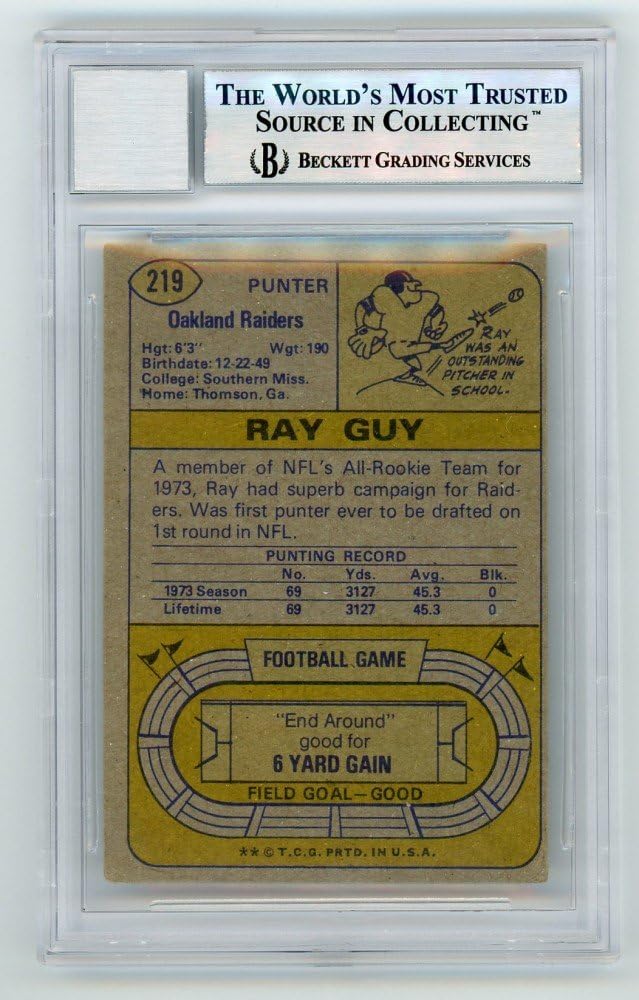 THE WORLD'S MOST TRUSTED
SOURCE IN COLLECTING™
B BECKETT GRADING SERVICES
219
PUNTER
Oakland Raiders
Hgt: 6'3" Wgt: 190
Birthdate: 12-22-49
College: Southern Miss.
Home: Thomson, Ga.
RAY
WAS AN
OUTSTANDING
PITCHER IN
SCHOOL.
RAY GUY
A member of NFL's All-Rookie Team for
1973, Ray had superb campaign for Raid-
ers. Was first punter ever to be drafted on
1st round in NFL.
PUNTING RECORD
No. Yds. Avg. Blk.
1973 Season 69 3127 45.3 0
Lifetime 69 3127 45.3 0
FOOTBALL GAME
"End Around"
good for
6 YARD GAIN
FIELD GOAL—GOOD
** © T.C.G. PRTD. IN U.S.A.